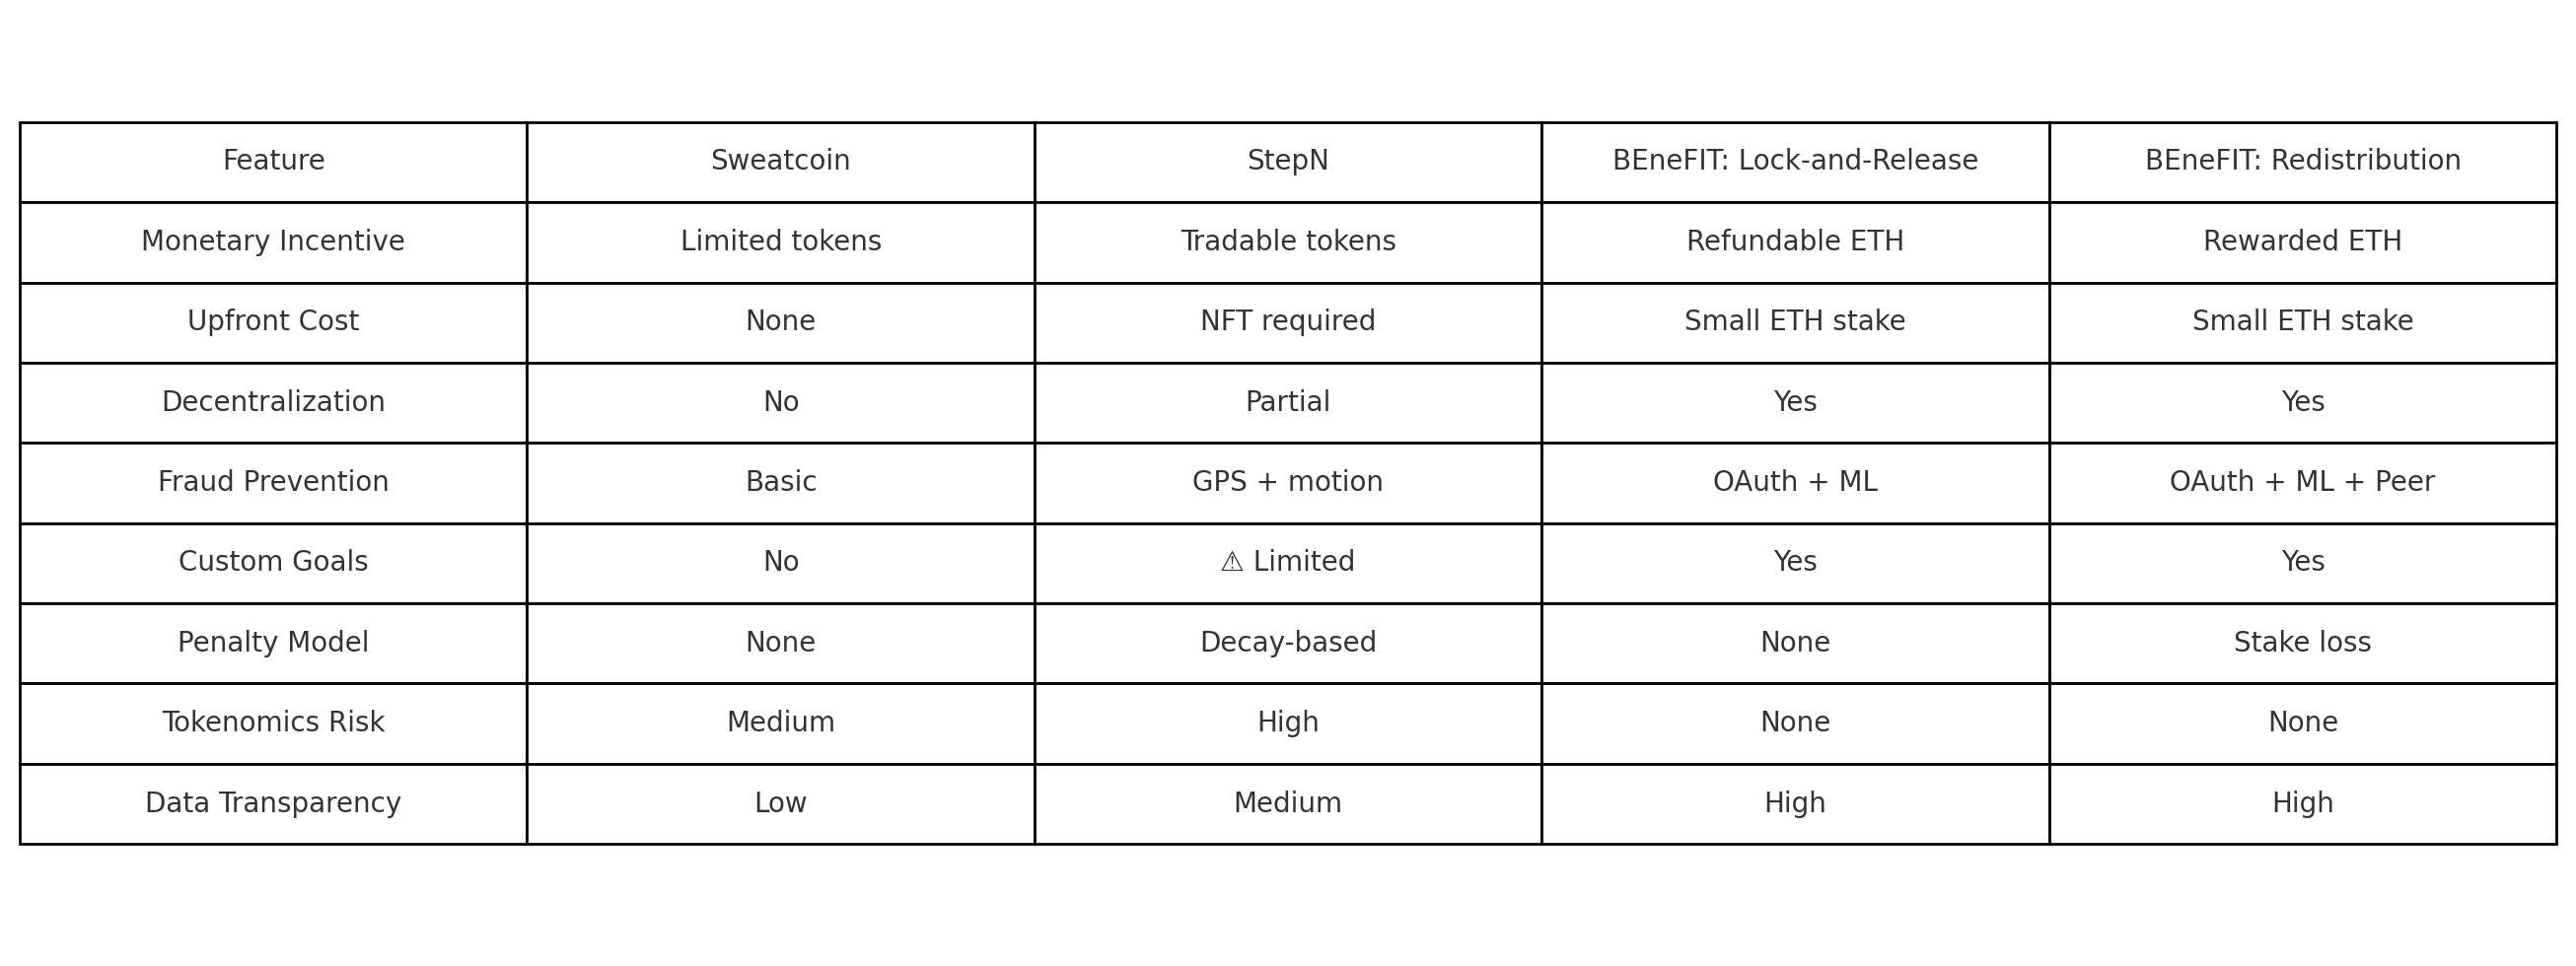 Feature Sweatcoin StepN BEneFIT: Lock-and-Release BEneFIT: Redistribution
Monetary Incentive Limited tokens Tradable tokens Refundable ETH Rewarded ETH
Upfront Cost None NFT required Small ETH stake Small ETH stake
Decentralization No Partial Yes Yes
Fraud Prevention Basic GPS + motion OAuth + ML OAuth + ML + Peer
Custom Goals No ⚠ Limited Yes Yes
Penalty Model None Decay-based None Stake loss
Tokenomics Risk Medium High None None
Data Transparency Low Medium High High